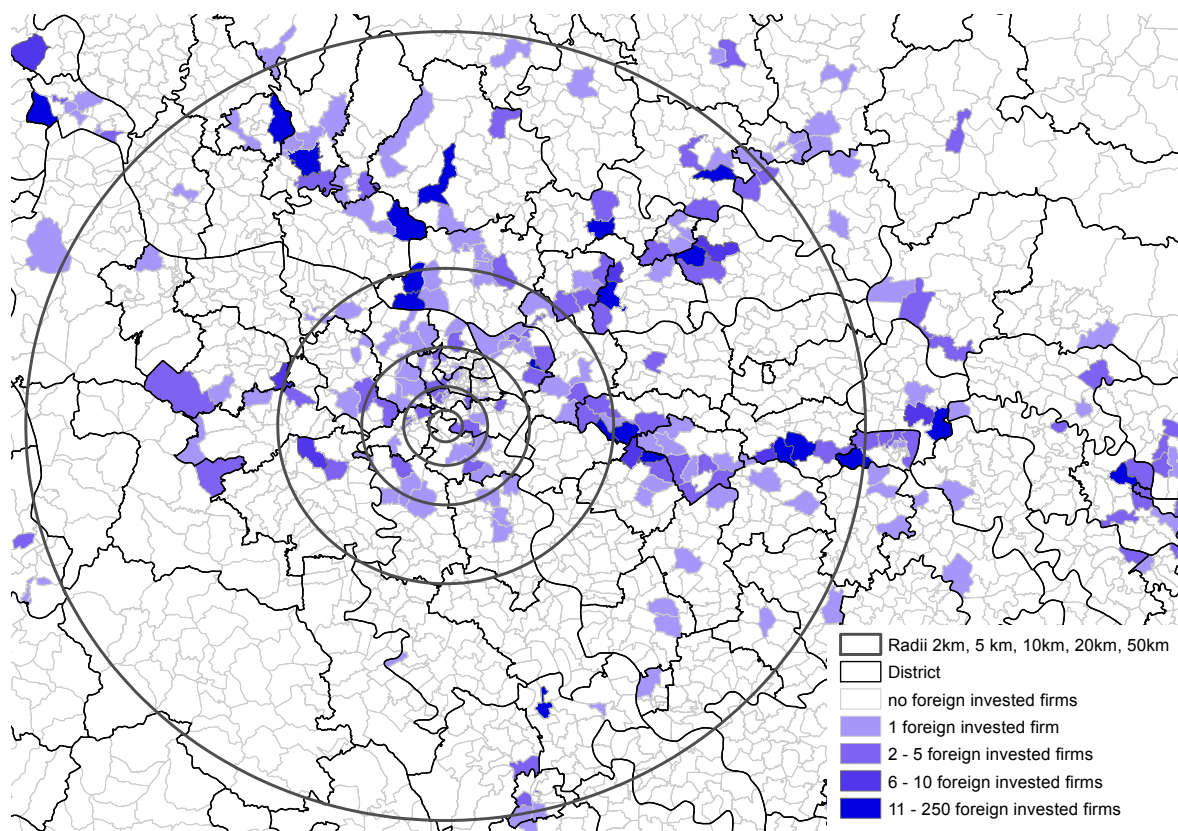 Radii 2km, 5 km, 10km, 20km, 50km
District
no foreign invested firms
1 foreign invested firm
2 - 5 foreign invested firms
6 - 10 foreign invested firms
11 - 250 foreign invested firms